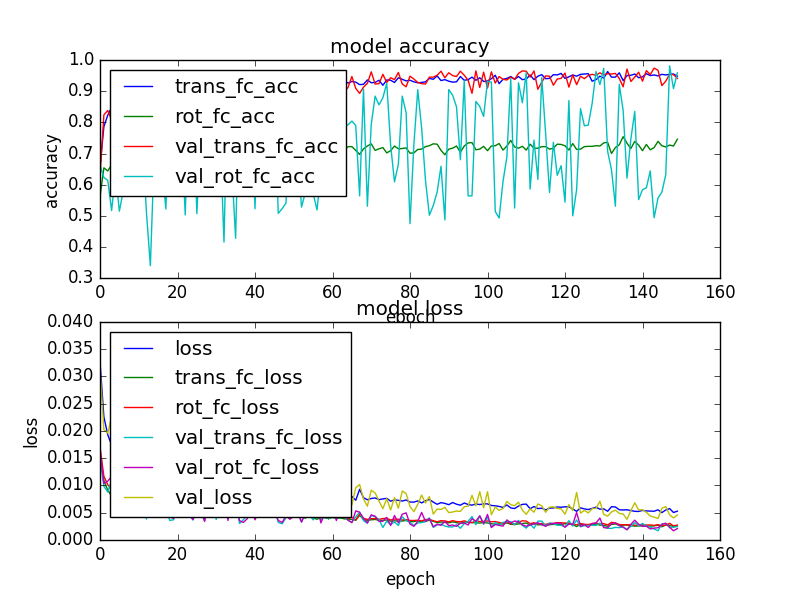 model accuracy
1.0
0.9
0.8
0.7
0.6
0.5
0.4
0.3
accuracy
trans_fc_acc
rot_fc_acc
val_trans_fc_acc
val_rot_fc_acc
0 20 40 60 80 100 120 140 160
epoch
model loss
0.040
0.035
0.030
0.025
0.020
0.015
0.010
0.005
0.000
loss
loss
trans_fc_loss
rot_fc_loss
val_trans_fc_loss
val_rot_fc_loss
val_loss
0 20 40 60 80 100 120 140 160
epoch